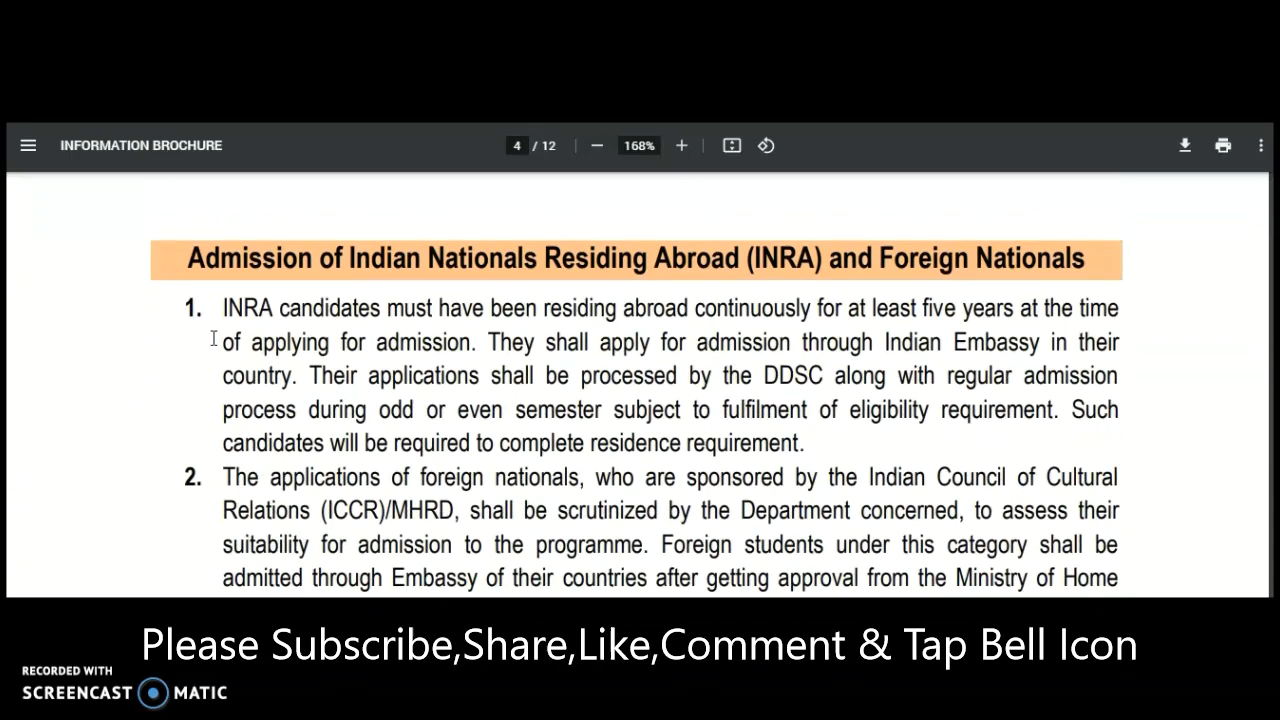 INFORMATION BROCHURE
4 / 12
168%
Admission of Indian Nationals Residing Abroad (INRA) and Foreign Nationals
1. INRA candidates must have been residing abroad continuously for at least five years at the time
of applying for admission. They shall apply for admission through Indian Embassy in their
country. Their applications shall be processed by the DDSC along with regular admission
process during odd or even semester subject to fulfilment of eligibility requirement. Such
candidates will be required to complete residence requirement.
2. The applications of foreign nationals, who are sponsored by the Indian Council of Cultural
Relations (ICCR)/MHRD, shall be scrutinized by the Department concerned, to assess their
suitability for admission to the programme. Foreign students under this category shall be
admitted through Embassy of their countries after getting approval from the Ministry of Home
Please Subscribe,Share,Like,Comment & Tap Bell Icon
RECORDED WITH
SCREENCAST MATIC